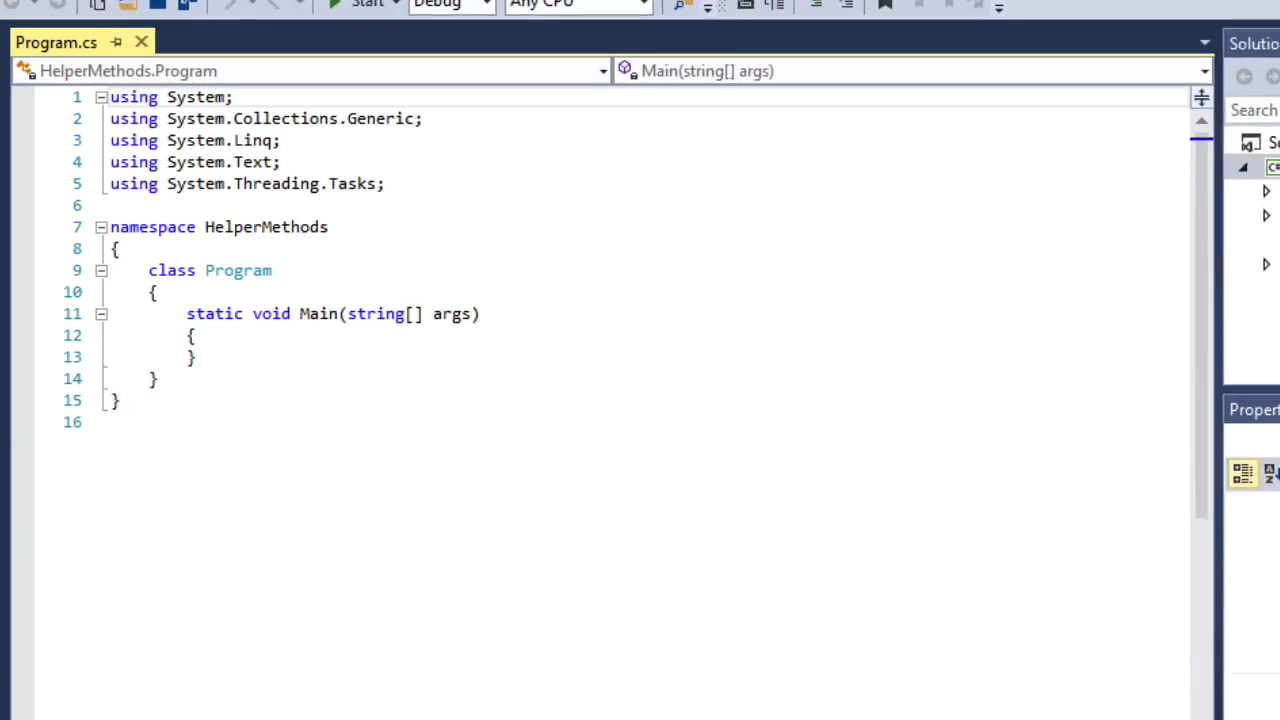 Start Debug Any CPU
Program.cs
HelperMethods.Program Main(string[] args)
1 using System;
2 using System.Collections.Generic;
3 using System.Linq;
4 using System.Text;
5 using System.Threading.Tasks;
6
7 namespace HelperMethods
8 {
9 class Program
10 {
11 static void Main(string[] args)
12 {
13 }
14 }
15 }
16
Solutio
Search
C#
Propert